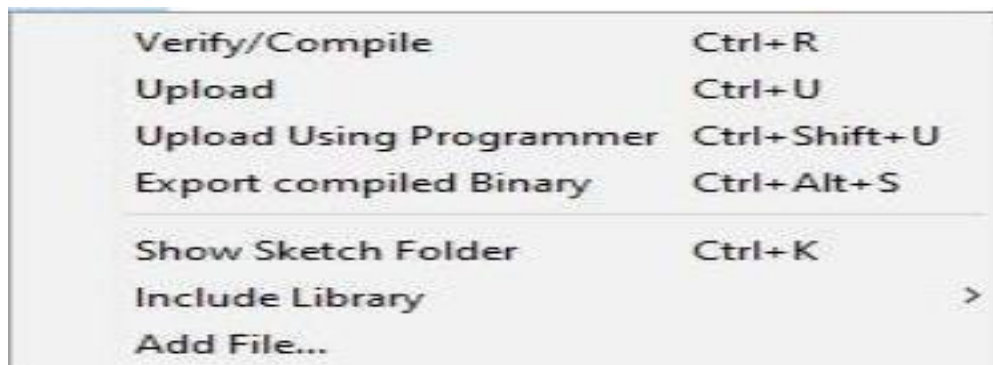 Verify/Compile Ctrl+R
Upload Ctrl+U
Upload Using Programmer Ctrl+Shift+U
Export compiled Binary Ctrl+Alt+S
Show Sketch Folder Ctrl+K
Include Library >
Add File...